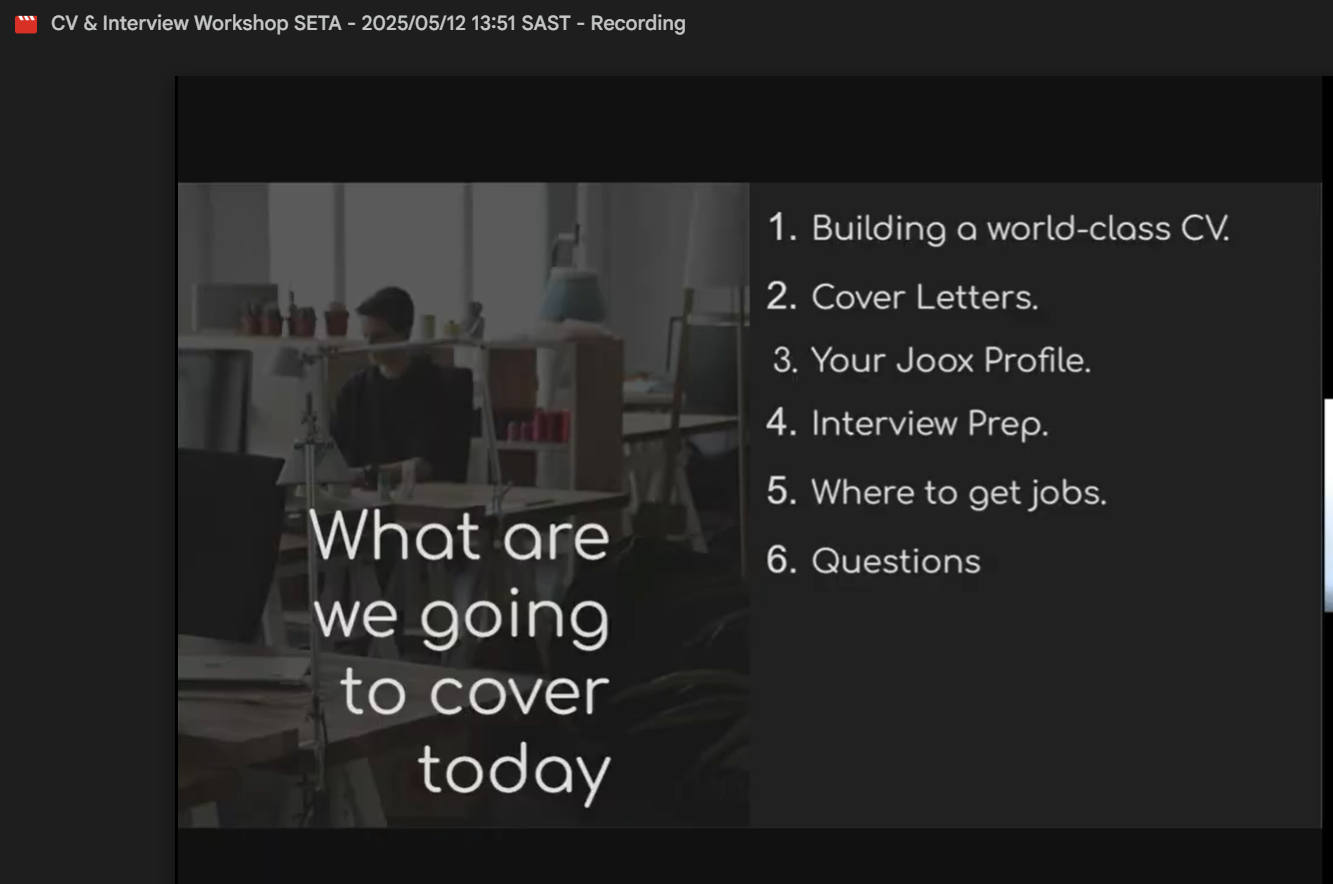 CV & Interview Workshop SETA - 2025/05/12 13:51 SAST - Recording
What are
we going
to cover
today
1. Building a world-class CV.
2. Cover Letters.
3. Your Joox Profile.
4. Interview Prep.
5. Where to get jobs.
6. Questions